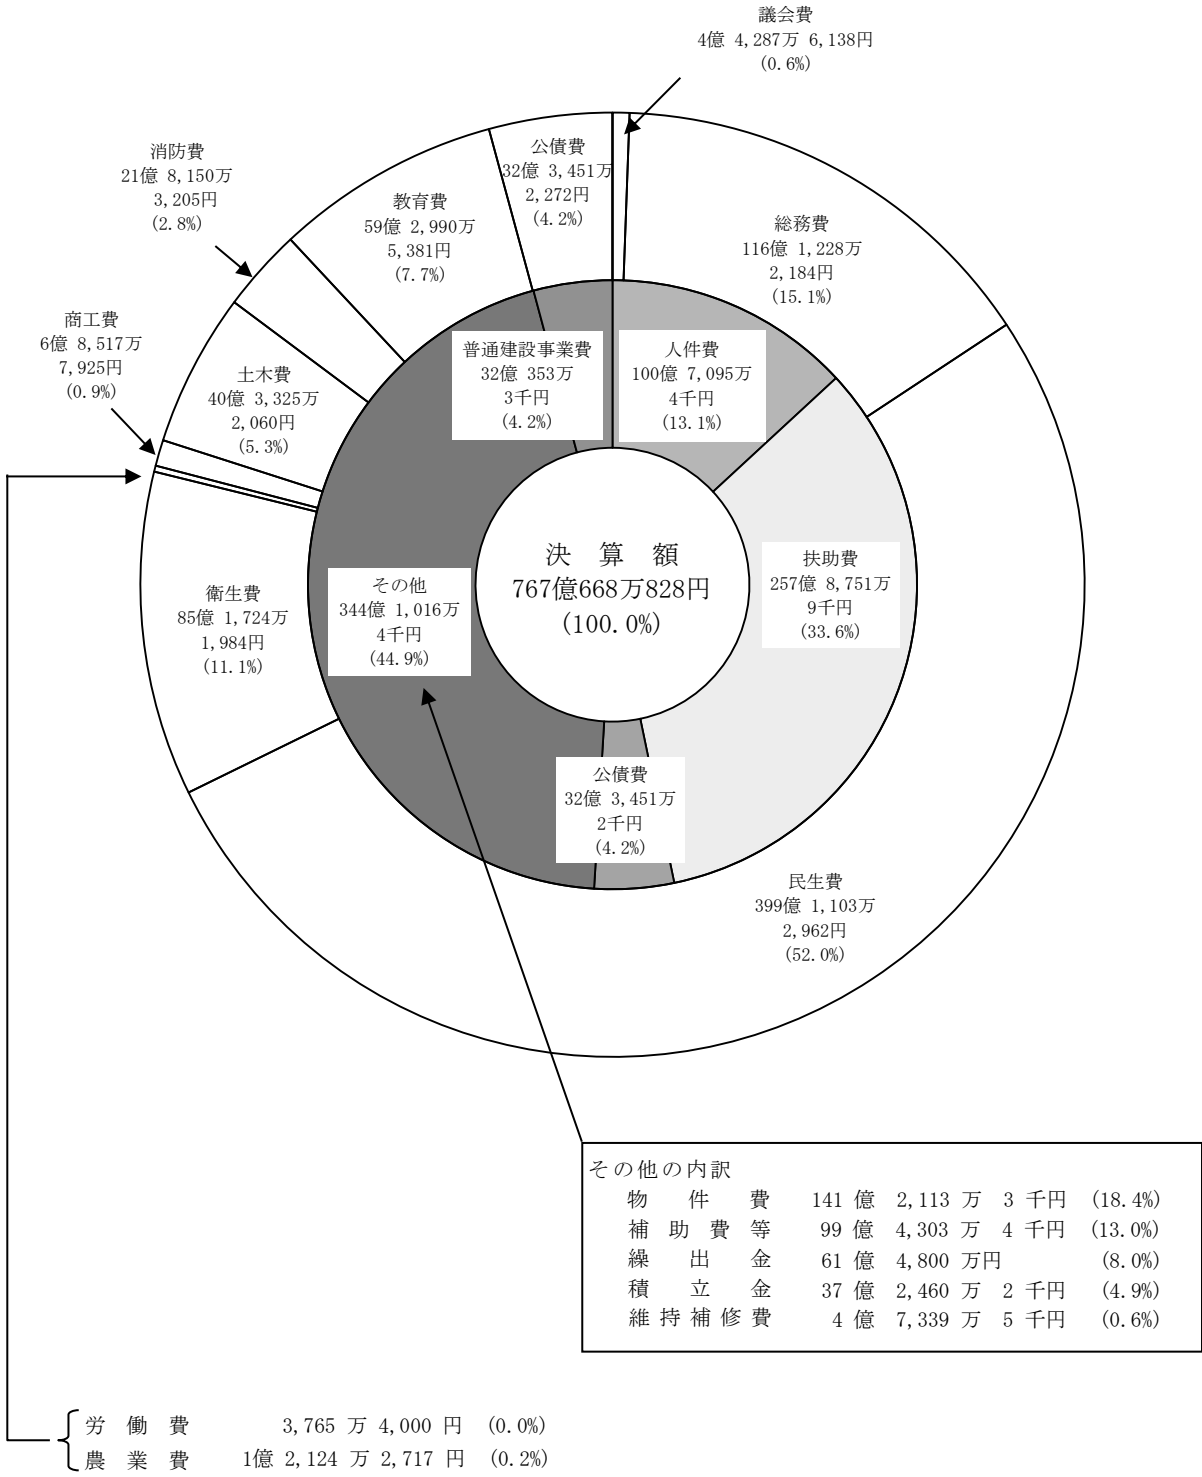 議会費
4億 4,287万 6,138円
(0.6%)
総務費
116億 1,228万
2,184円
(15.1%)
民生費
399億 1,103万
2,962円
(52.0%)
衛生費
85億 1,724万
1,984円
(11.1%)
商工費
6億 8,517万
7,925円
(0.9%)
土木費
40億 3,325万
2,060円
(5.3%)
消防費
21億 8,150万
3,205円
(2.8%)
教育費
59億 2,990万
5,381円
(7.7%)
公債費
32億 3,451万
2,272円
(4.2%)
普通建設事業費
32億 353万
3千円
(4.2%)
人件費
100億 7,095万
4千円
(13.1%)
扶助費
257億 8,751万
9千円
(33.6%)
公債費
32億 3,451万
2千円
(4.2%)
その他
344億 1,016万
4千円
(44.9%)
決 算 額
767億668万828円
(100.0%)
その他の内訳
物 件 費 141 億 2,113 万 3 千円 (18.4%)
補 助 費 等 99 億 4,303 万 4 千円 (13.0%)
繰 出 金 61 億 4,800 万円 (8.0%)
積 立 金 37 億 2,460 万 2 千円 (4.9%)
維 持 補 修 費 4 億 7,339 万 5 千円 (0.6%)
労 働 費 3,765 万 4,000 円 (0.0%)
農 業 費 1億 2,124 万 2,717 円 (0.2%)